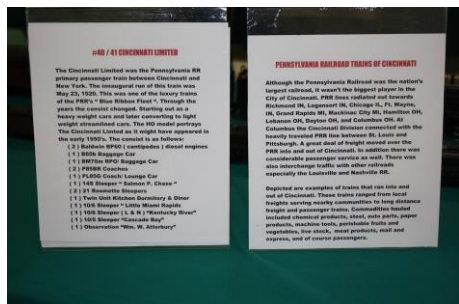 #40 / 41 CINCINNATI LIMITED
The Cincinnati Limited was the Pennsylvania RR
primary passenger train between Cincinnati and
New York. The inaugural run of this train was
May 23, 1920. This was one of the luxury trains
of the PRR's " Blue Ribbon Fleet ". Through the
years the consist changed. Starting out as a
heavy weight cars and later converting to light
weight streamlined cars. The HO model portrays
The Cincinnati Limited as it might have appeared in
the early 1950's. The consist is as follows:
( 2 ) Baldwin BP60 ( centipedes ) diesel engines
( 1 ) B60b Baggage Car
( 1 ) BM70m RPO Baggage Car
( 2 ) P85BR Coaches
( 1 ) PL85G Coach/ Lounge Car
( 1 ) 14S Sleeper " Salmon P. Chase "
( 2 ) 21 Roomette Sleepers
( 1 ) Twin Unit Kitchen Dormitory & Diner
( 1 ) 10/6 Sleeper " Little Miami Rapids
( 1 ) 10/6 Sleeper ( L & N ) "Kentucky River"
( 1 ) 10/6 Sleeper "Cascade Bay"
( 1 ) Observation "Wm. W. Atterbury"
PENNSYLVANIA RAILROAD TRAINS OF CINCINNATI
Although the Pennsylvania Railroad was the nation's
largest railroad, it wasn't the biggest player in the
City of Cincinnati. PRR lines radiated out towards
Richmond IN, Logansort IN, Chicago IL, Ft. Wayne,
IN, Grand Rapids MI, Mackinac City MI, Hamilton OH,
Lebanon OH, Dayton OH, and Columbus OH. At
Columbus the Cincinnati Division connected with the
heavily traveled PRR line between St. Louis and
Pittsburgh. A great deal of freight moved over the
PRR into and out of Cincinnati. In addition there was
considerable passenger service as well. There was
also interchange traffic with other railroads
especially the Louisville and Nashville RR.
Depicted are examples of trains that ran into and
out of Cincinnati. These trains ranged from local
freights serving nearby communities to long distance
freight and passenger trains. Commodities hauled
included chemical products, steel, auto parts, paper
products, machine tools, perishable fruits and
vegetables, live stock, meat products, mail and
express, and of course passengers.